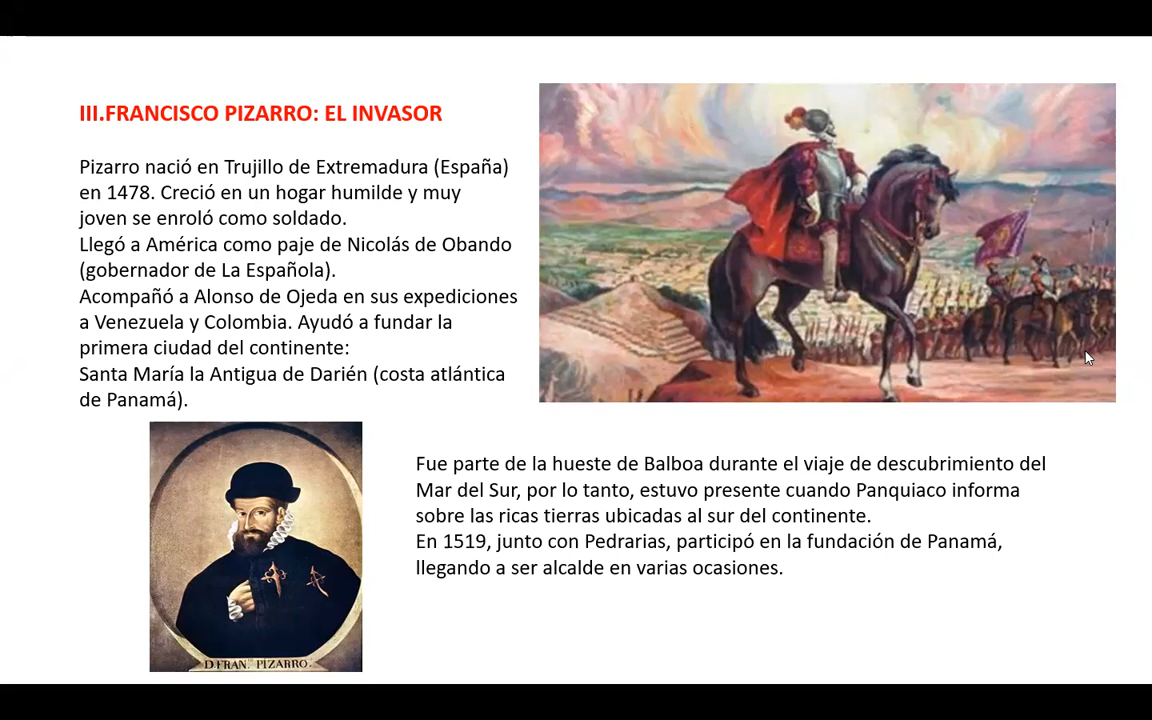 III.FRANCISCO PIZARRO: EL INVASOR
Pizarro nació en Trujillo de Extremadura (España)
en 1478. Creció en un hogar humilde y muy
joven se enroló como soldado.
Llegó a América como paje de Nicolás de Obando
(gobernador de La Española).
Acompañó a Alonso de Ojeda en sus expediciones
a Venezuela y Colombia. Ayudó a fundar la
primera ciudad del continente:
Santa María la Antigua de Darién (costa atlántica
de Panamá).
Fue parte de la hueste de Balboa durante el viaje de descubrimiento del
Mar del Sur, por lo tanto, estuvo presente cuando Panquiaco informa
sobre las ricas tierras ubicadas al sur del continente.
En 1519, junto con Pedrarias, participó en la fundación de Panamá,
llegando a ser alcalde en varias ocasiones.
D.FRAN. PIZARRO.